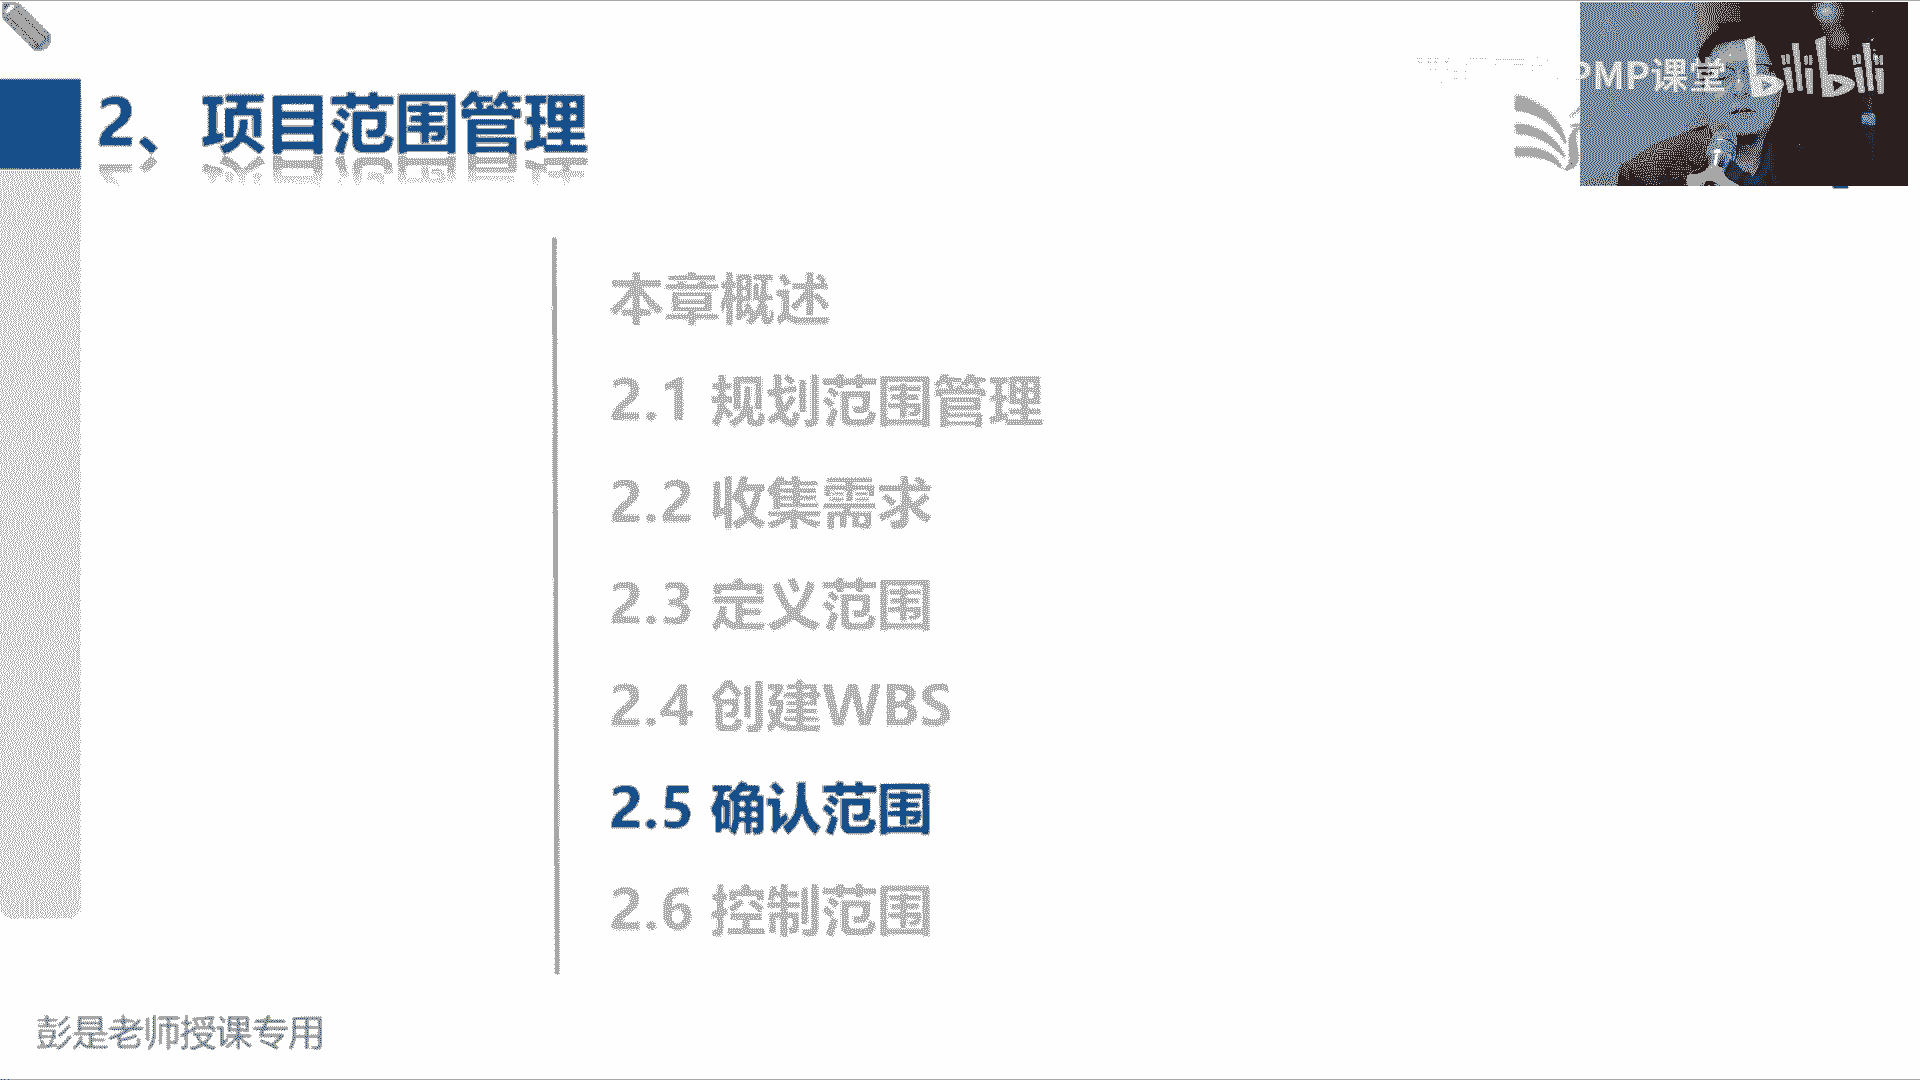 PMP课堂 bilibili
2、项目范围管理
本章概述
2.1 规划范围管理
2.2 收集需求
2.3 定义范围
2.4 创建WBS
2.5 确认范围
2.6 控制范围
彭是老师授课专用